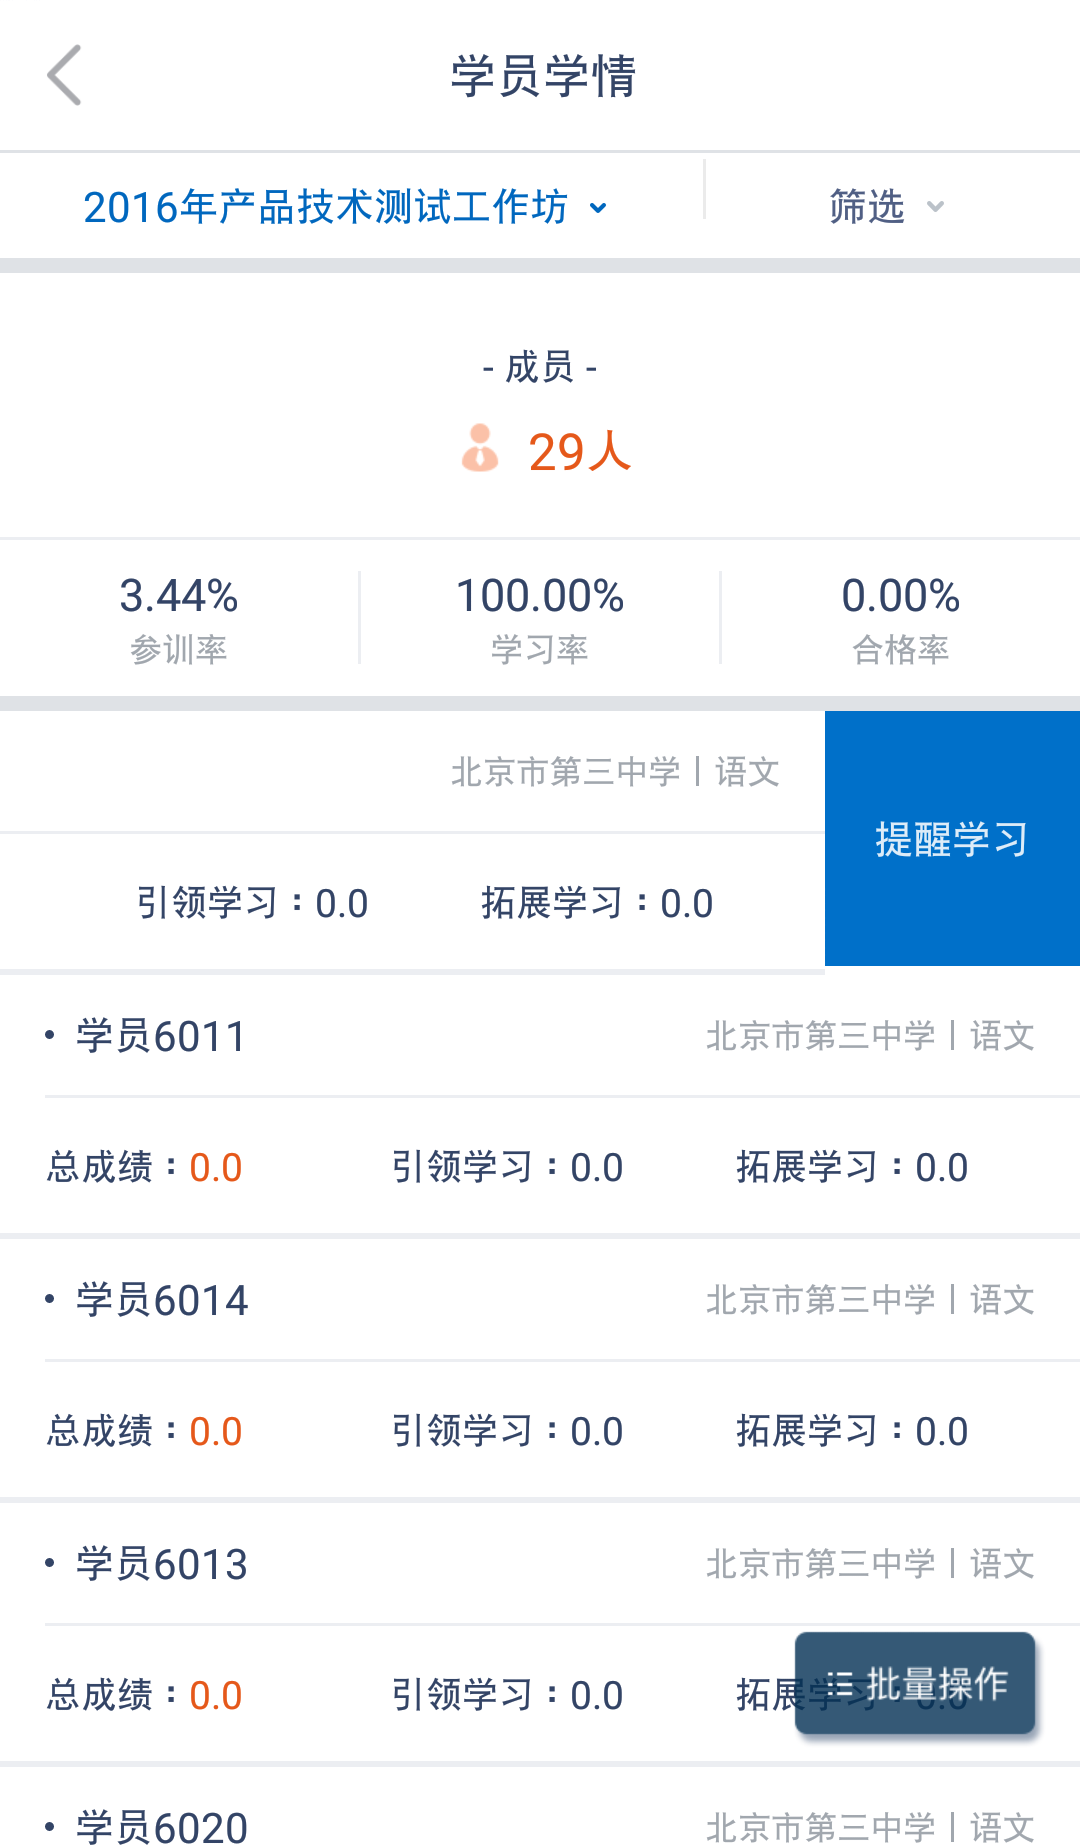 学员学情
2016年产品技术测试工作坊 筛选
- 成员 -
29人
3.44% 100.00% 0.00%
参训率 学习率 合格率
北京市第三中学 | 语文
提醒学习
引领学习：0.0 拓展学习：0.0
• 学员6011 北京市第三中学 | 语文
总成绩：0.0 引领学习：0.0 拓展学习：0.0
• 学员6014 北京市第三中学 | 语文
总成绩：0.0 引领学习：0.0 拓展学习：0.0
• 学员6013 北京市第三中学 | 语文
总成绩：0.0 引领学习：0.0 拓展学习：0.0
批量操作
• 学员6020 北京市第三中学 | 语文